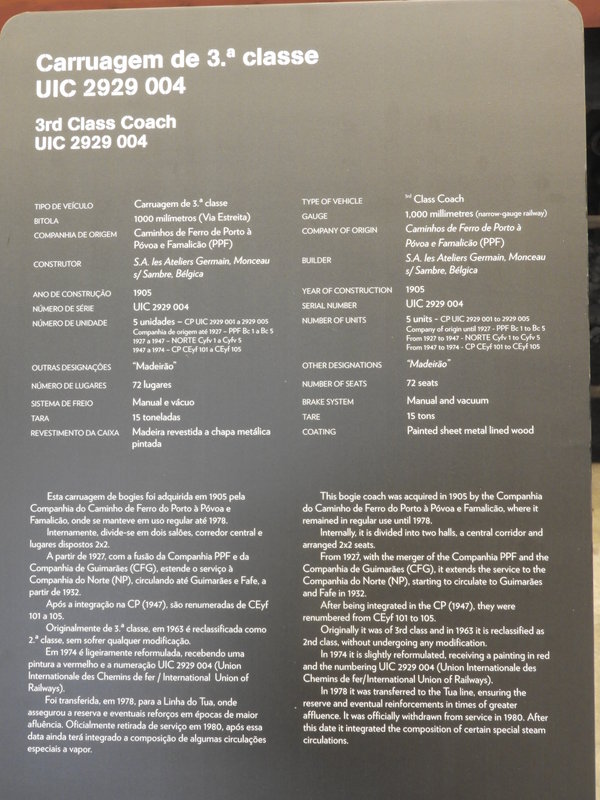 Carruagem de 3.ª classe
UIC 2929 004
3rd Class Coach
UIC 2929 004
TIPO DE VEÍCULO Carruagem de 3.ª classe
BITOLA 1000 milímetros (Via Estreita)
COMPANHIA DE ORIGEM Caminhos de Ferro de Porto à
Póvoa e Famalicão (PPF)
CONSTRUTOR S.A. les Ateliers Germain, Monceau
s/ Sambre, Bélgica
ANO DE CONSTRUÇÃO 1905
NÚMERO DE SÉRIE UIC 2929 004
NÚMERO DE UNIDADE 5 unidades – CP UIC 2929 001 a 2929 005
Companhia de origem até 1927 - PPF Bc 1 a Bc 5
1927 a 1947 – NORTE Cyfv 1 a Cyfv 5
1947 a 1974 - CP CEyf 101 a CEyf 105
OUTRAS DESIGNAÇÕES "Madeirão"
NÚMERO DE LUGARES 72 lugares
SISTEMA DE FREIO Manual e vácuo
TARA 15 toneladas
REVESTIMENTO DA CAIXA Madeira revestida a chapa metálica
pintada
TYPE OF VEHICLE 3rd Class Coach
GAUGE 1,000 millimetres (narrow-gauge railway)
COMPANY OF ORIGIN Caminhos de Ferro de Porto à
Póvoa e Famalicão (PPF)
BUILDER S.A. les Ateliers Germain, Monceau
s/ Sambre, Bélgica
YEAR OF CONSTRUCTION 1905
SERIAL NUMBER UIC 2929 004
NUMBER OF UNITS 5 units - CP UIC 2929 001 to 2929 005
Company of origin until 1927 - PPF Bc 1 to Bc 5
From 1927 to 1947 - NORTE Cyfv 1 to Cyfv 5
From 1947 to 1974 - CP CEyf 101 to CEyf 105
OTHER DESIGNATIONS "Madeirão"
NUMBER OF SEATS 72 seats
BRAKE SYSTEM Manual and vacuum
TARE 15 tons
COATING Painted sheet metal lined wood
Esta carruagem de bogies foi adquirida em 1905 pela
Companhia do Caminho de Ferro do Porto à Póvoa e
Famalicão, onde se manteve em uso regular até 1978.
Internamente, divide-se em dois salões, corredor central e
lugares dispostos 2x2.
A partir de 1927, com a fusão da Companhia PPF e da
Companhia de Guimarães (CFG), estende o serviço à
Companhia do Norte (NP), circulando até Guimarães e Fafe, a
partir de 1932.
Após a integração na CP (1947), são renumeradas de CEyf
101 a 105.
Originalmente de 3.ª classe, em 1963 é reclassificada como
2.ª classe, sem sofrer qualquer modificação.
Em 1974 é ligeiramente reformulada, recebendo uma
pintura a vermelho e a numeração UIC 2929 004 (Union
Internationale des Chemins de fer / International Union of
Railways).
Foi transferida, em 1978, para a Linha do Tua, onde
assegurou a reserva e eventuais reforços em épocas de maior
afluência. Oficialmente retirada de serviço em 1980, após essa
data ainda terá integrado a composição de algumas circulações
especiais a vapor.
This bogie coach was acquired in 1905 by the Companhia
do Caminho de Ferro do Porto à Póvoa e Famalicão, where it
remained in regular use until 1978.
Internally, it is divided into two halls, a central corridor and
arranged 2x2 seats.
From 1927, with the merger of the Companhia PPF and the
Companhia de Guimarães (CFG), it extends the service to the
Companhia do Norte (NP), starting to circulate to Guimarães
and Fafe in 1932.
After being integrated in the CP (1947), they were
renumbered from CEyf 101 to 105.
Originally it was of 3rd class and in 1963 it is reclassified as
2nd class, without undergoing any modification.
In 1974 it is slightly reformulated, receiving a painting in red
and the numbering UIC 2929 004 (Union Internationale des
Chemins de fer/International Union of Railways).
In 1978 it was transferred to the Tua line, ensuring the
reserve and eventual reinforcements in times of greater
affluence. It was officially withdrawn from service in 1980. After
this date it integrated the composition of certain special steam
circulations.